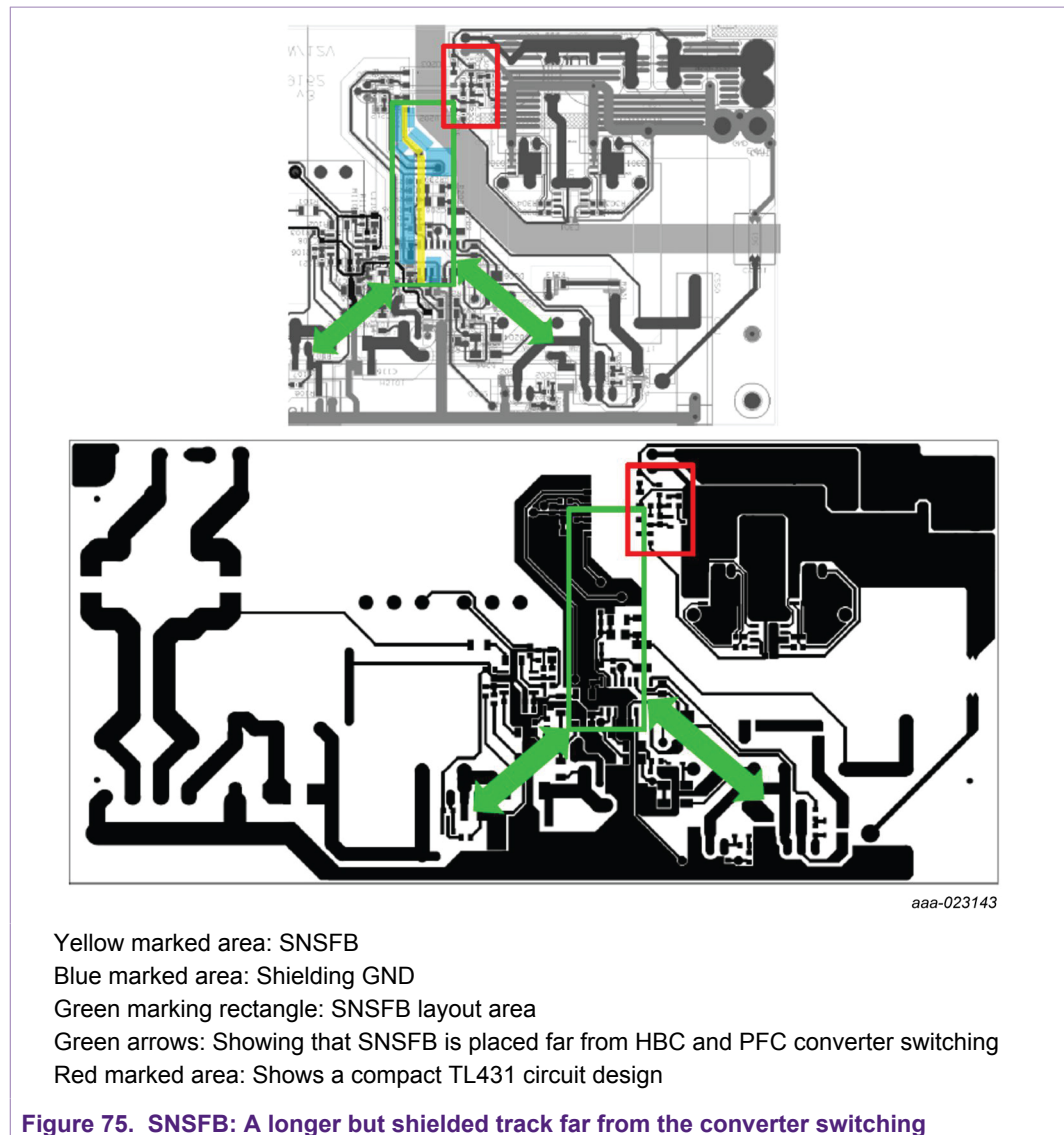 aaa-023143
Yellow marked area: SNSFB
Blue marked area: Shielding GND
Green marking rectangle: SNSFB layout area
Green arrows: Showing that SNSFB is placed far from HBC and PFC converter switching
Red marked area: Shows a compact TL431 circuit design
Figure 75. SNSFB: A longer but shielded track far from the converter switching